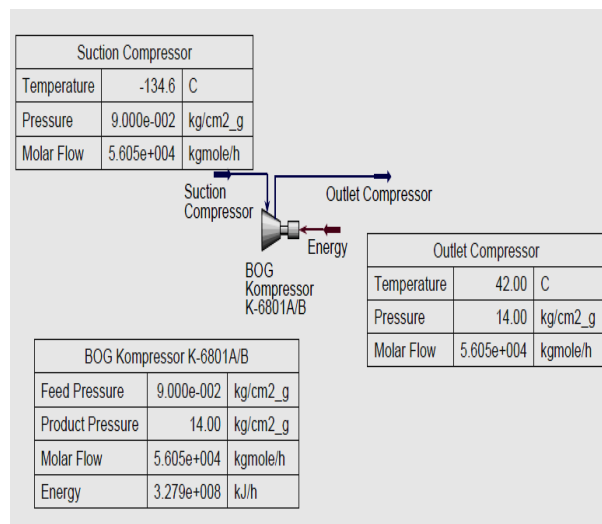 Suction Compressor
Temperature -134.6 C
Pressure 9.000e-002 kg/cm2_g
Molar Flow 5.605e+004 kgmole/h
Suction
Compressor
Outlet Compressor
Energy
BOG
Kompressor
K-6801A/B
Outlet Compressor
Temperature 42.00 C
Pressure 14.00 kg/cm2_g
Molar Flow 5.605e+004 kgmole/h
BOG Kompressor K-6801A/B
Feed Pressure 9.000e-002 kg/cm2_g
Product Pressure 14.00 kg/cm2_g
Molar Flow 5.605e+004 kgmole/h
Energy 3.279e+008 kJ/h